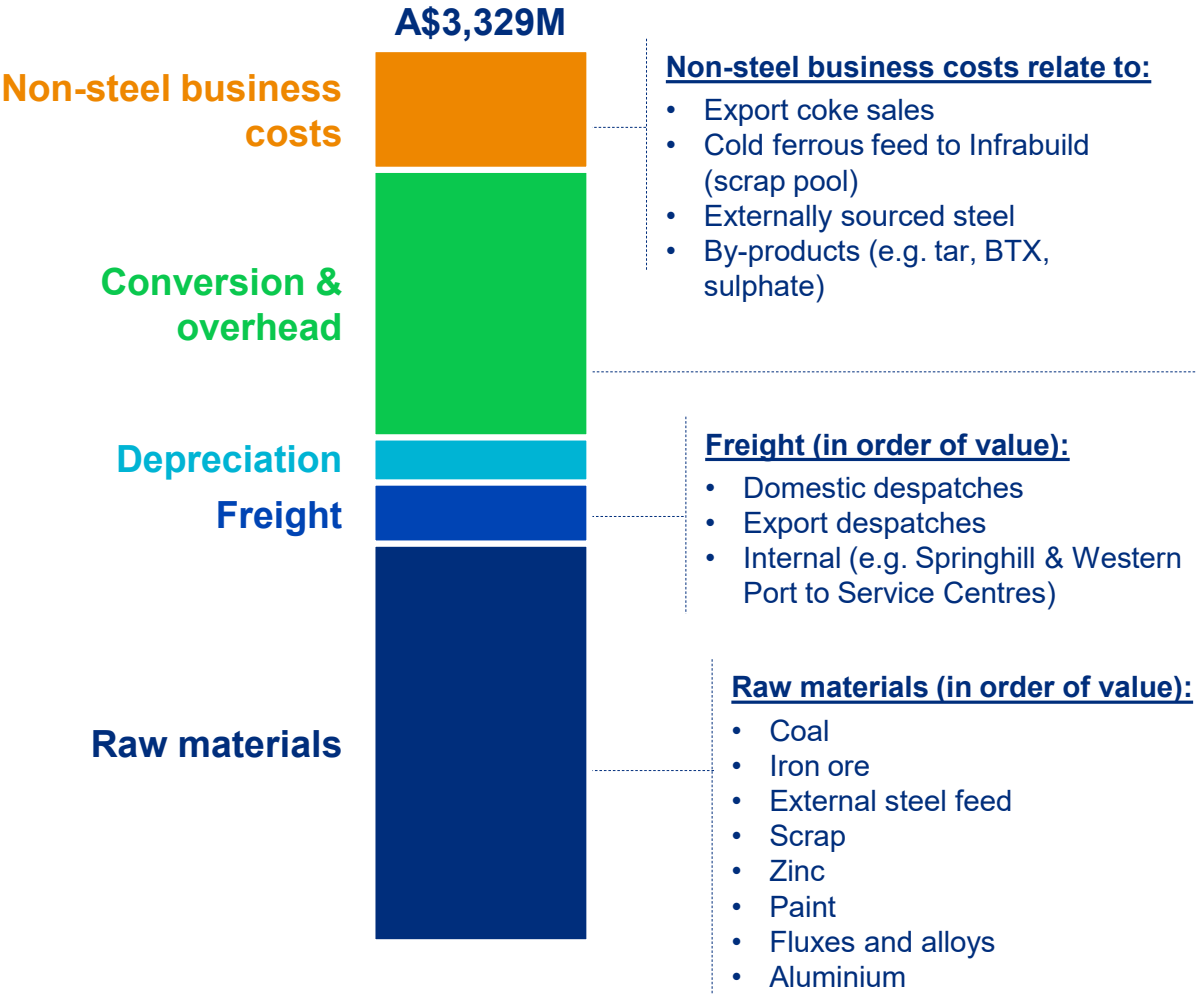 A$3,329M
Non-steel business
costs
Conversion &
overhead
Depreciation
Freight
Raw materials
Non-steel business costs relate to:
• Export coke sales
• Cold ferrous feed to Infrabuild
(scrap pool)
• Externally sourced steel
• By-products (e.g. tar, BTX,
sulphate)
Freight (in order of value):
• Domestic despatches
• Export despatches
• Internal (e.g. Springhill & Western
Port to Service Centres)
Raw materials (in order of value):
• Coal
• Iron ore
• External steel feed
• Scrap
• Zinc
• Paint
• Fluxes and alloys
• Aluminium